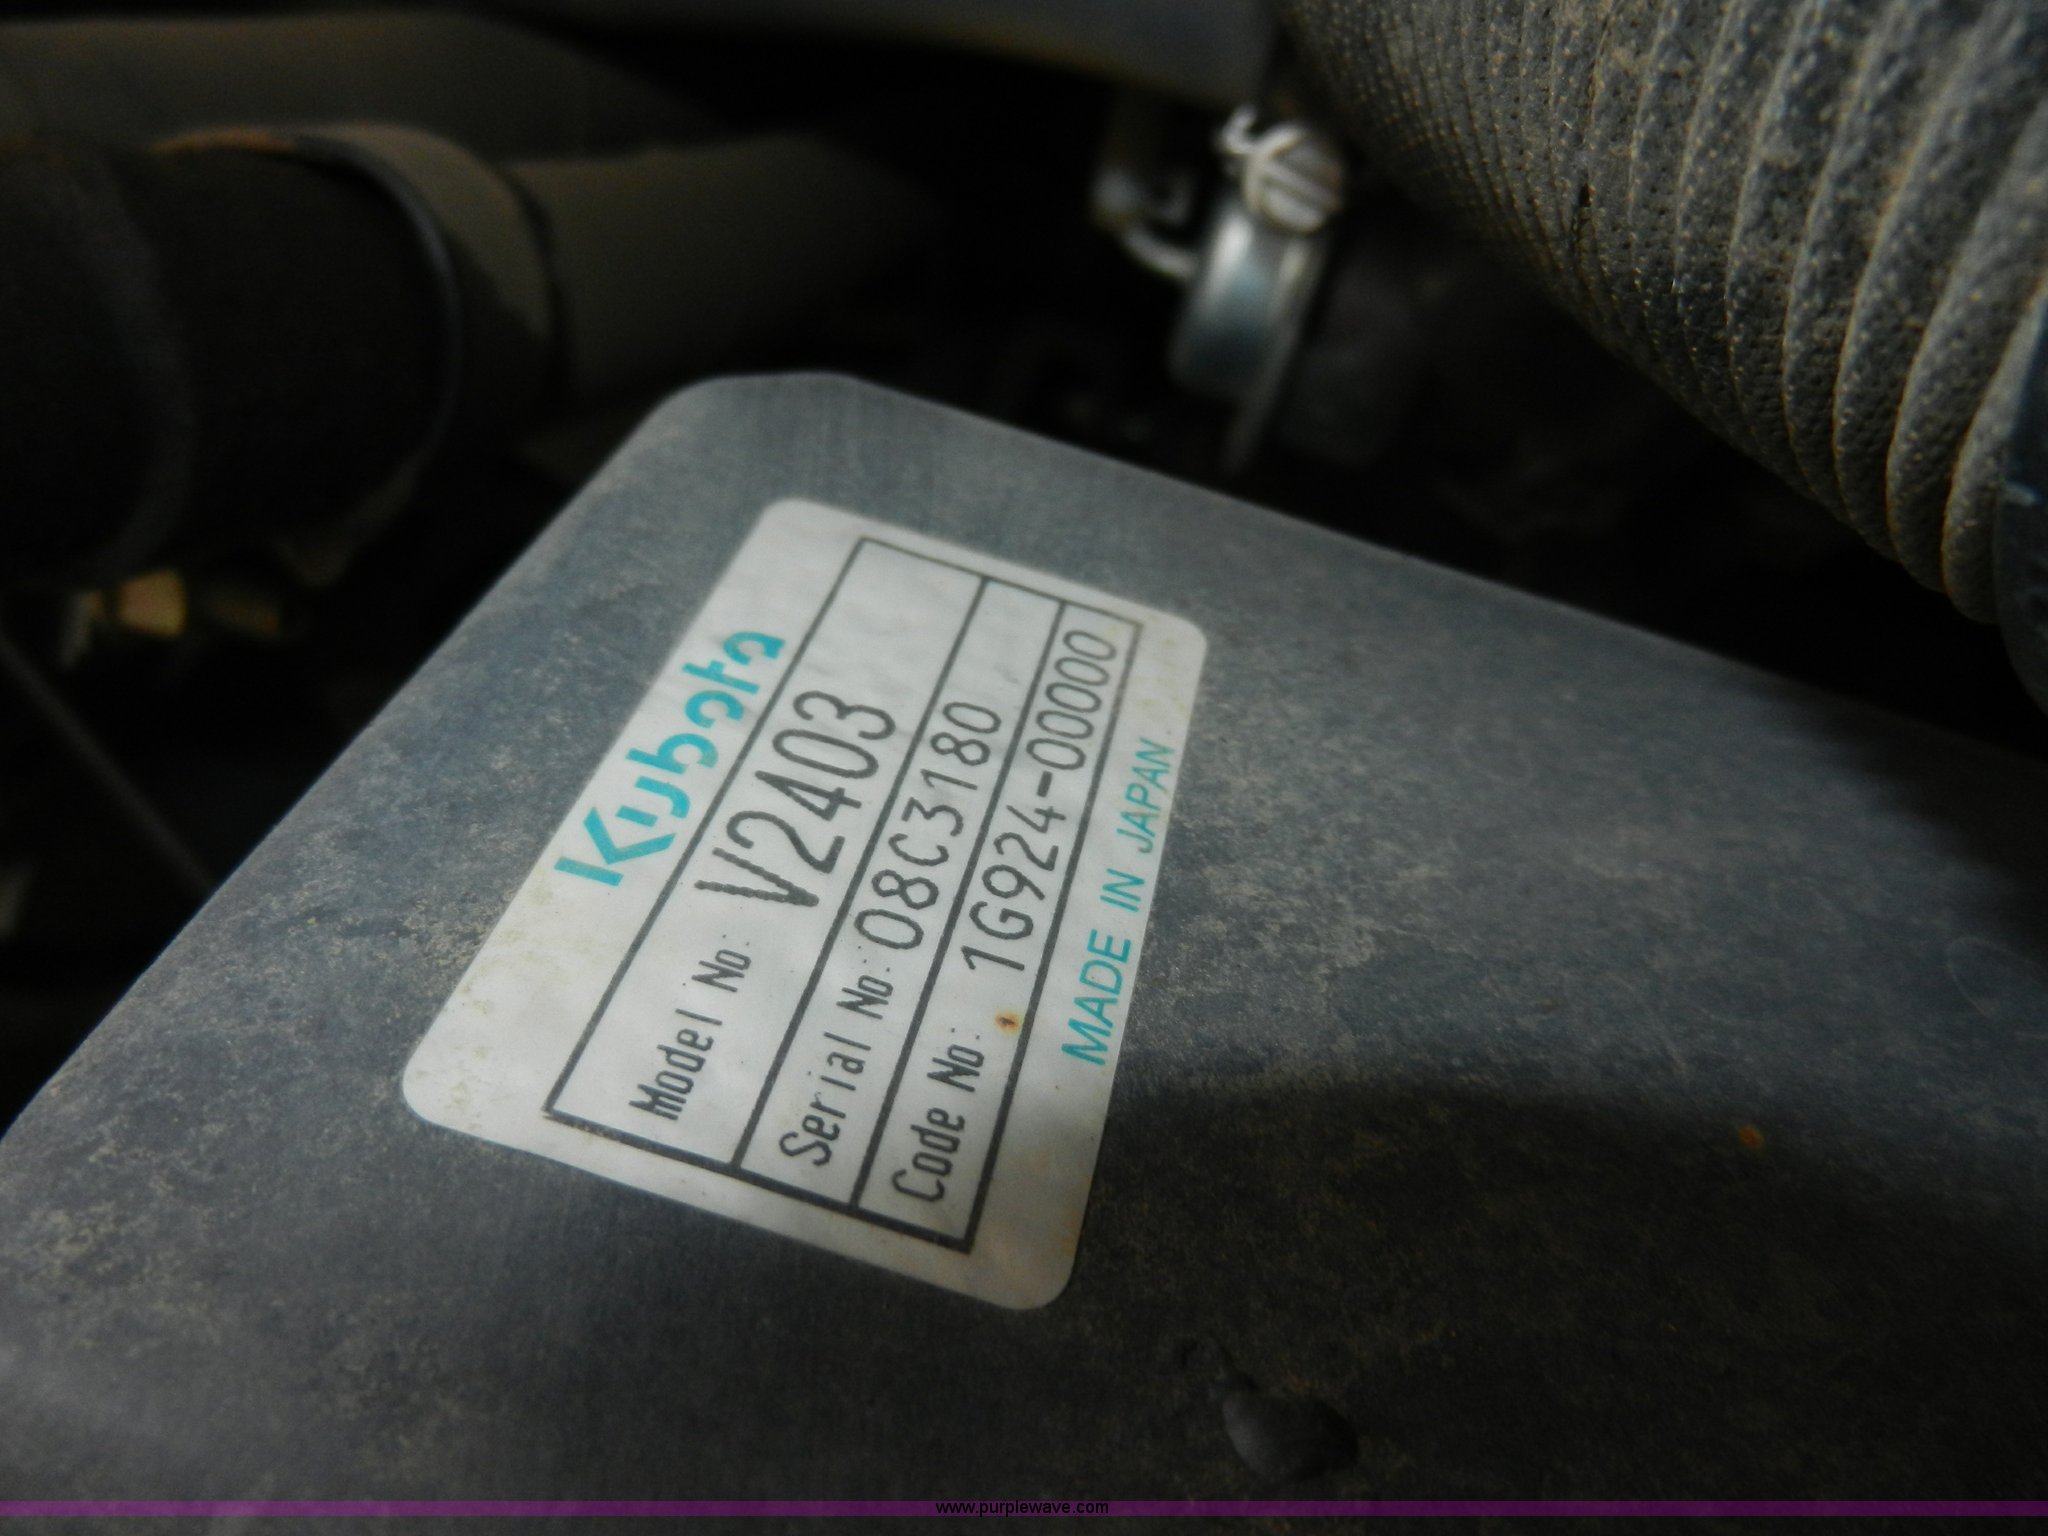 Kubota
Model No. V2403
Serial No. 08C3180
Code No. 1G924-00000
MADE IN JAPAN
www.purplewave.com